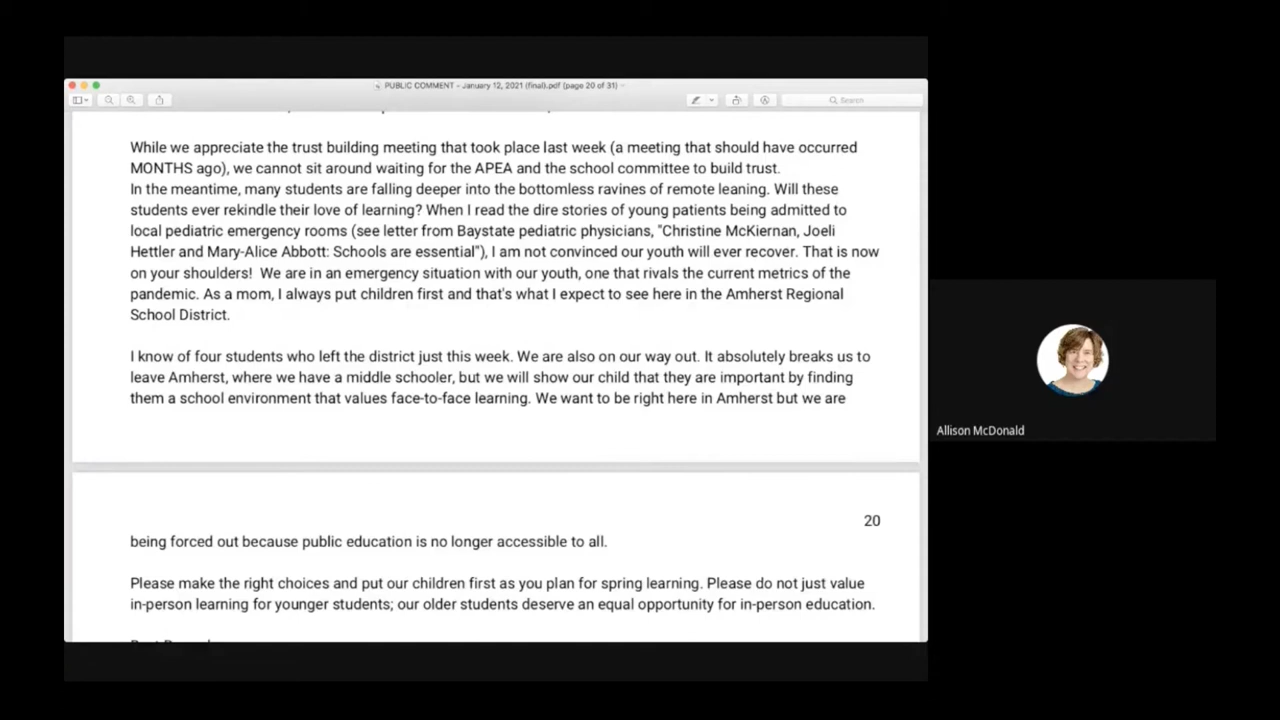 PUBLIC COMMENT - January 12, 2021 (final).pdf (page 20 of 31)
Search
While we appreciate the trust building meeting that took place last week (a meeting that should have occurred
MONTHS ago), we cannot sit around waiting for the APEA and the school committee to build trust.
In the meantime, many students are falling deeper into the bottomless ravines of remote leaning. Will these
students ever rekindle their love of learning? When I read the dire stories of young patients being admitted to
local pediatric emergency rooms (see letter from Baystate pediatric physicians, "Christine McKiernan, Joeli
Hettler and Mary-Alice Abbott: Schools are essential"), I am not convinced our youth will ever recover. That is now
on your shoulders!  We are in an emergency situation with our youth, one that rivals the current metrics of the
pandemic. As a mom, I always put children first and that's what I expect to see here in the Amherst Regional
School District.
I know of four students who left the district just this week. We are also on our way out. It absolutely breaks us to
leave Amherst, where we have a middle schooler, but we will show our child that they are important by finding
them a school environment that values face-to-face learning. We want to be right here in Amherst but we are
20
being forced out because public education is no longer accessible to all.
Please make the right choices and put our children first as you plan for spring learning. Please do not just value
in-person learning for younger students; our older students deserve an equal opportunity for in-person education.
Allison McDonald